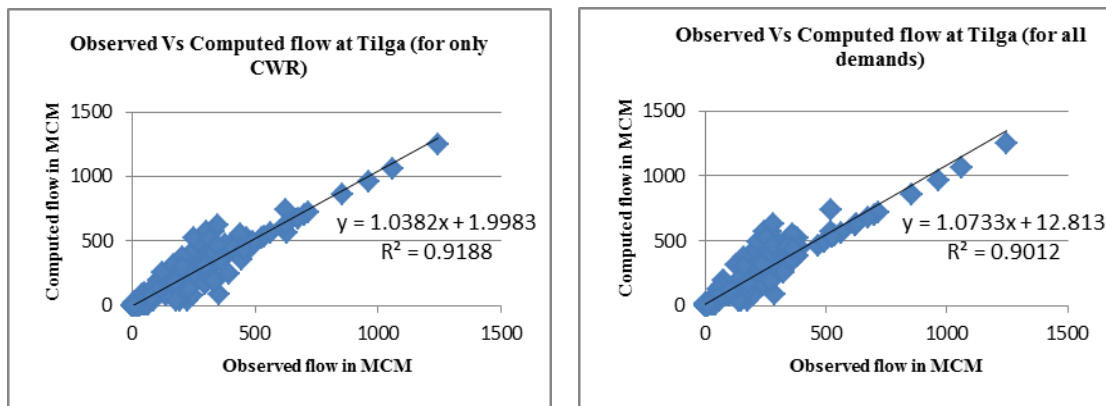 Observed Vs Computed flow at Tilga (for only
CWR)
Computed flow in MCM
1500
1000
500
0
y = 1.0382x + 1.9983
R² = 0.9188
0
500
1000
1500
Observed flow in MCM
Observed Vs Computed flow at Tilga (for all
demands)
Computed flow in MCM
1500
1000
500
0
y = 1.0733x + 12.813
R² = 0.9012
0
500
1000
1500
Observed flow in MCM